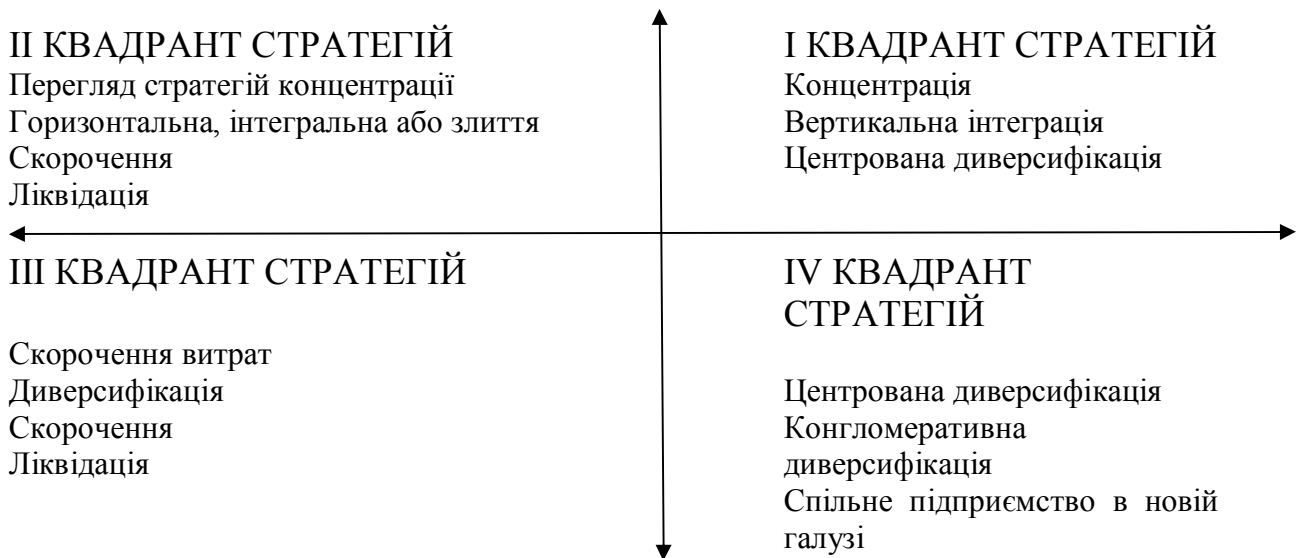 II КВАДРАНТ СТРАТЕГІЙ
Перегляд стратегій концентрації
Горизонтальна, інтегральна або злиття
Скорочення
Ліквідація
I КВАДРАНТ СТРАТЕГІЙ
Концентрація
Вертикальна інтеграція
Центрована диверсифікація
III КВАДРАНТ СТРАТЕГІЙ
Скорочення витрат
Диверсифікація
Скорочення
Ліквідація
IV КВАДРАНТ
СТРАТЕГІЙ
Центрована диверсифікація
Конгломеративна
диверсифікація
Спільне підприємство в новій
галузі